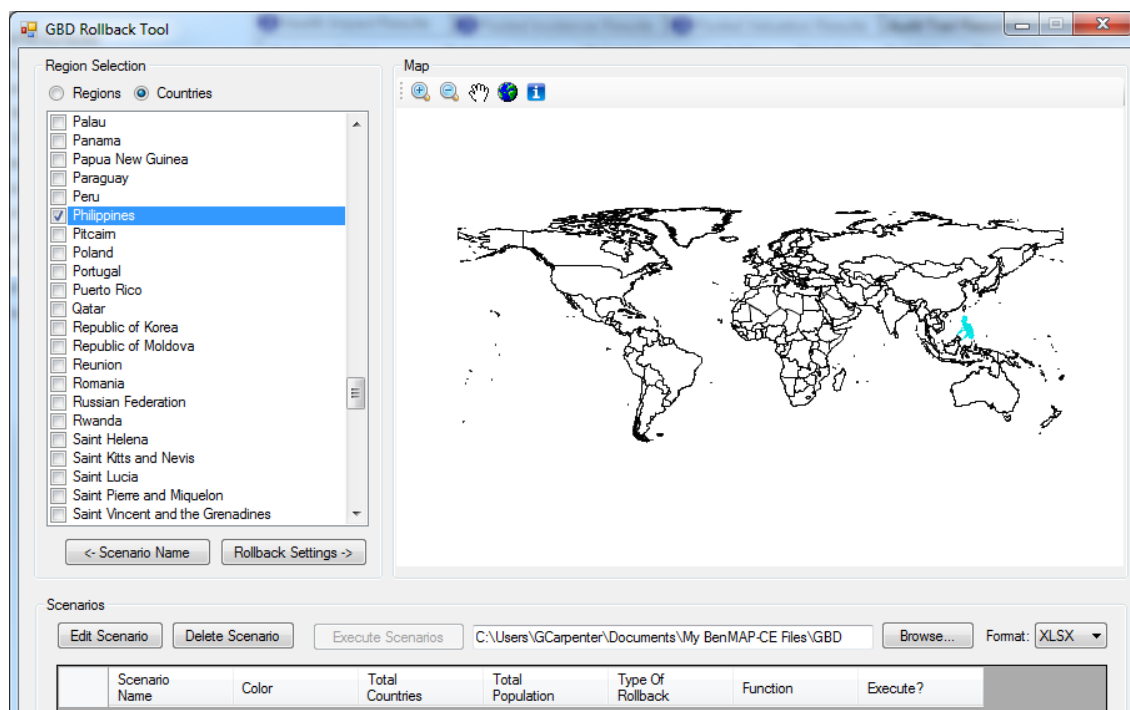 GBD Rollback Tool
Region Selection
Regions
Countries
Palau
Panama
Papua New Guinea
Paraguay
Peru
Philippines
Pitcairn
Poland
Portugal
Puerto Rico
Qatar
Republic of Korea
Republic of Moldova
Reunion
Romania
Russian Federation
Rwanda
Saint Helena
Saint Kitts and Nevis
Saint Lucia
Saint Pierre and Miquelon
Saint Vincent and the Grenadines
<- Scenario Name
Rollback Settings ->
Map
Scenarios
Edit Scenario
Delete Scenario
Execute Scenarios
C:\Users\GCarpenter\Documents\My BenMAP-CE Files\GBD
Browse...
Format:
XLSX
Scenario Name
Color
Total Countries
Total Population
Type Of Rollback
Function
Execute?